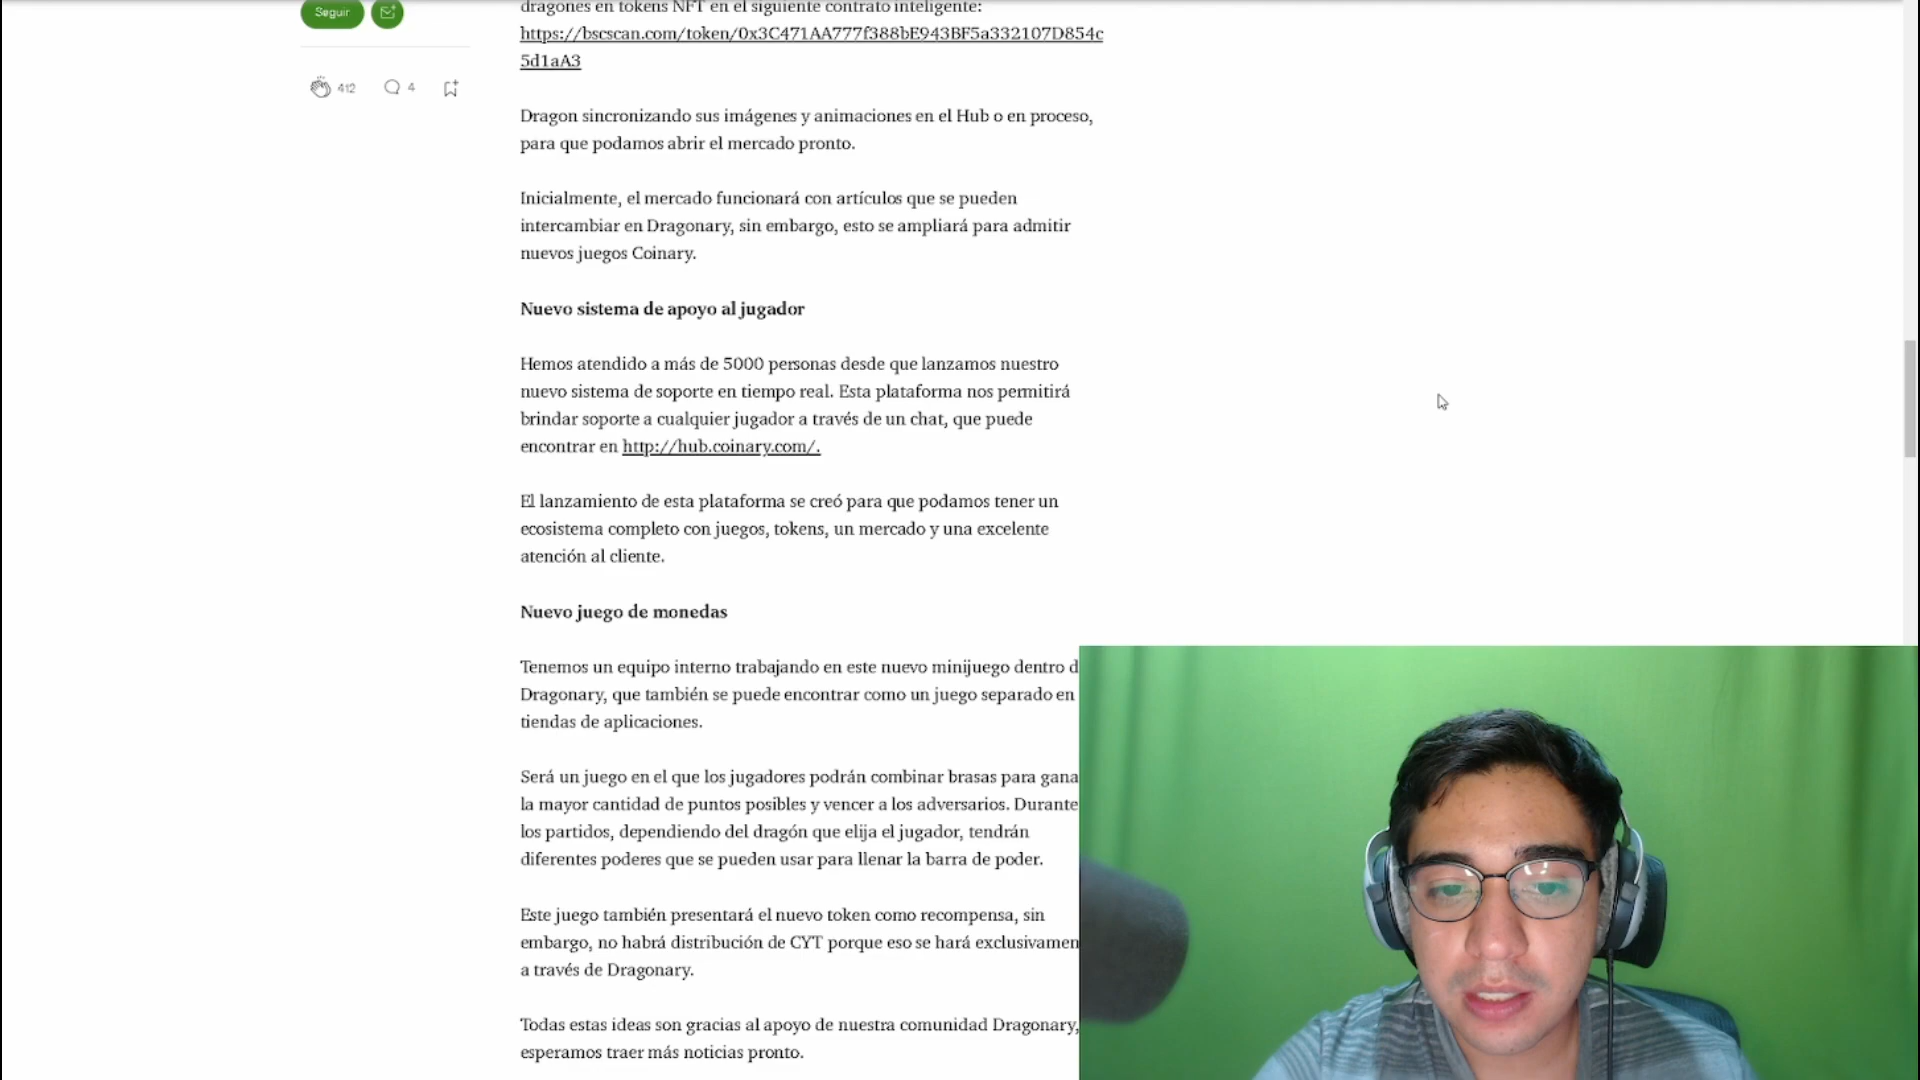 Seguir
412
4
dragones en tokens NFT en el siguiente contrato inteligente:
https://bscscan.com/token/0x3C471AA777f388bE943BF5a332107D854c
5d1aA3
Dragon sincronizando sus imágenes y animaciones en el Hub o en proceso,
para que podamos abrir el mercado pronto.
Inicialmente, el mercado funcionará con artículos que se pueden
intercambiar en Dragonary, sin embargo, esto se ampliará para admitir
nuevos juegos Coinary.
Nuevo sistema de apoyo al jugador
Hemos atendido a más de 5000 personas desde que lanzamos nuestro
nuevo sistema de soporte en tiempo real. Esta plataforma nos permitirá
brindar soporte a cualquier jugador a través de un chat, que puede
encontrar en http://hub.coinary.com/.
El lanzamiento de esta plataforma se creó para que podamos tener un
ecosistema completo con juegos, tokens, un mercado y una excelente
atención al cliente.
Nuevo juego de monedas
Tenemos un equipo interno trabajando en este nuevo minijuego dentro d
Dragonary, que también se puede encontrar como un juego separado en
tiendas de aplicaciones.
Será un juego en el que los jugadores podrán combinar brasas para gana
la mayor cantidad de puntos posibles y vencer a los adversarios. Durante
los partidos, dependiendo del dragón que elija el jugador, tendrán
diferentes poderes que se pueden usar para llenar la barra de poder.
Este juego también presentará el nuevo token como recompensa, sin
embargo, no habrá distribución de CYT porque eso se hará exclusivamen
a través de Dragonary.
Todas estas ideas son gracias al apoyo de nuestra comunidad Dragonary,
esperamos traer más noticias pronto.